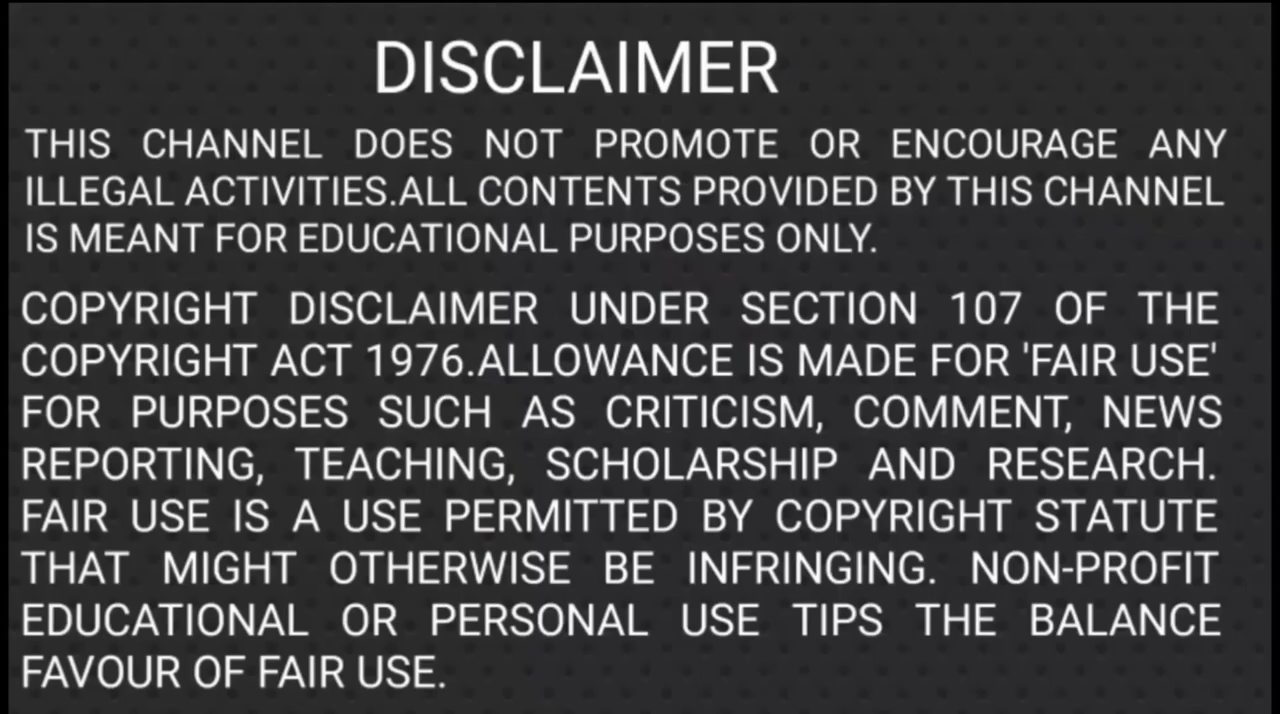 DISCLAIMER
THIS CHANNEL DOES NOT PROMOTE OR ENCOURAGE ANY
ILLEGAL ACTIVITIES.ALL CONTENTS PROVIDED BY THIS CHANNEL
IS MEANT FOR EDUCATIONAL PURPOSES ONLY.
COPYRIGHT DISCLAIMER UNDER SECTION 107 OF THE
COPYRIGHT ACT 1976.ALLOWANCE IS MADE FOR 'FAIR USE'
FOR PURPOSES SUCH AS CRITICISM, COMMENT, NEWS
REPORTING, TEACHING, SCHOLARSHIP AND RESEARCH.
FAIR USE IS A USE PERMITTED BY COPYRIGHT STATUTE
THAT MIGHT OTHERWISE BE INFRINGING. NON-PROFIT
EDUCATIONAL OR PERSONAL USE TIPS THE BALANCE
FAVOUR OF FAIR USE.